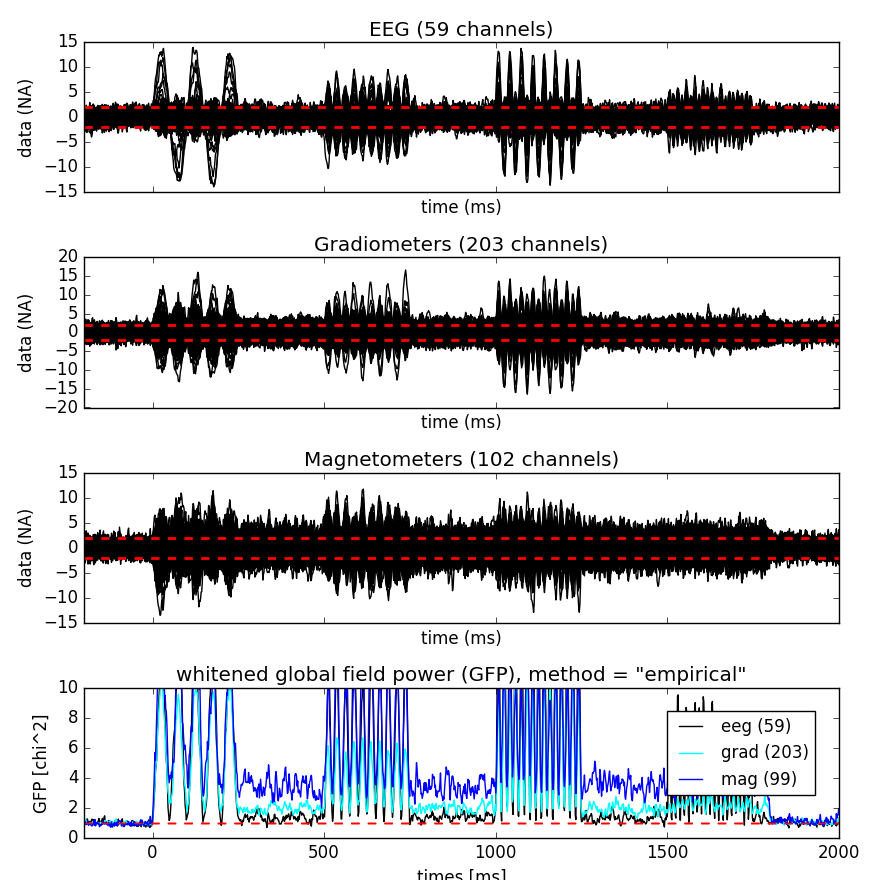 EEG (59 channels)
15
10
5
0
−5
−10
−15
data (NA)
time (ms)
Gradiometers (203 channels)
20
15
10
5
0
−5
−10
−15
−20
data (NA)
time (ms)
Magnetometers (102 channels)
15
10
5
0
−5
−10
−15
data (NA)
time (ms)
whitened global field power (GFP), method = "empirical"
10
8
6
4
2
0
GFP [chi^2]
eeg (59)
grad (203)
mag (99)
0 500 1000 1500 2000
times [ms]